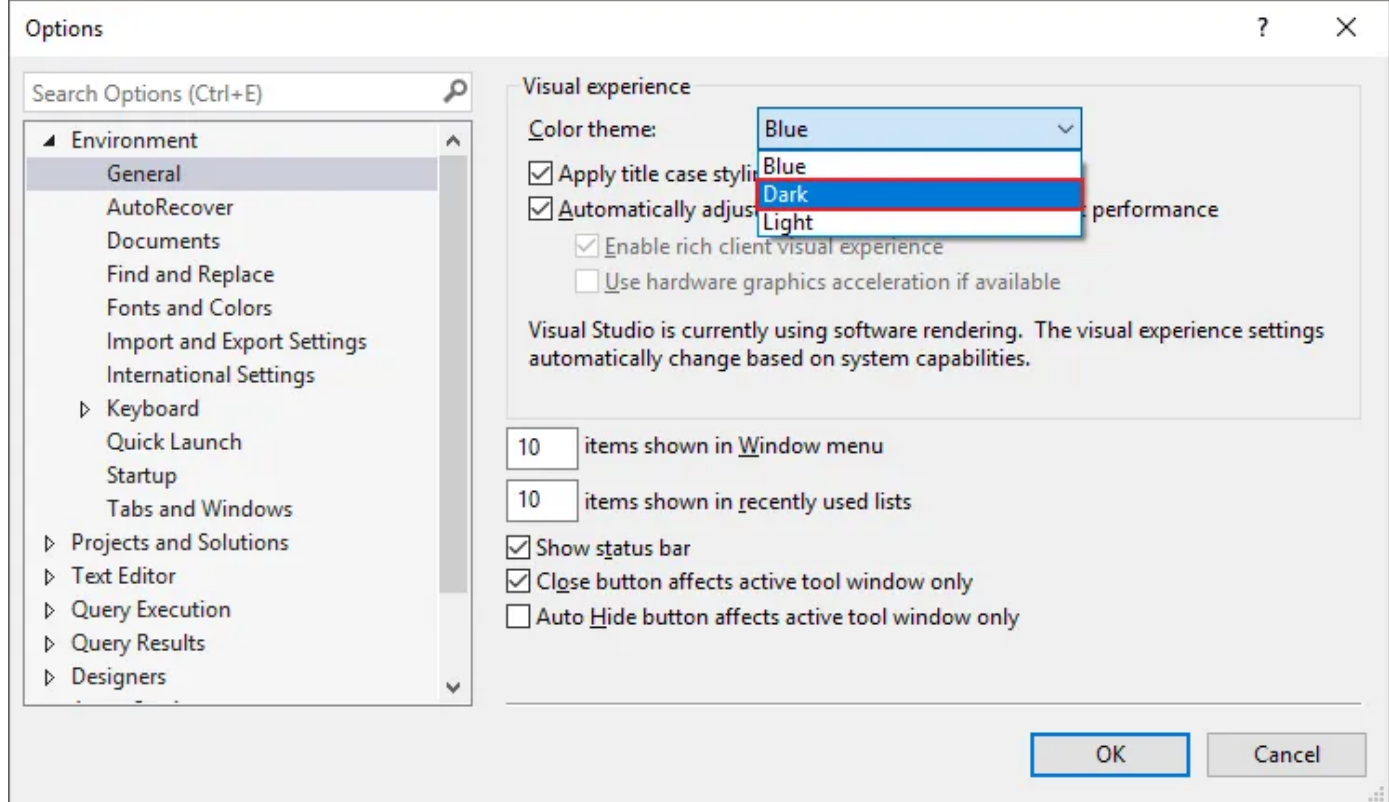 Options
?
Search Options (Ctrl+E)
Environment
General
AutoRecover
Documents
Find and Replace
Fonts and Colors
Import and Export Settings
International Settings
Keyboard
Quick Launch
Startup
Tabs and Windows
Projects and Solutions
Text Editor
Query Execution
Query Results
Designers
Visual experience
Color theme:
Blue
Blue
Dark
Light
Apply title case
Automatically
performance
Enable rich client visual experience
Use hardware graphics acceleration if available
Visual Studio is currently using software rendering. The visual experience settings
automatically change based on system capabilities.
10 items shown in Window menu
10 items shown in recently used lists
Show status bar
Close button affects active tool window only
Auto Hide button affects active tool window only
OK
Cancel